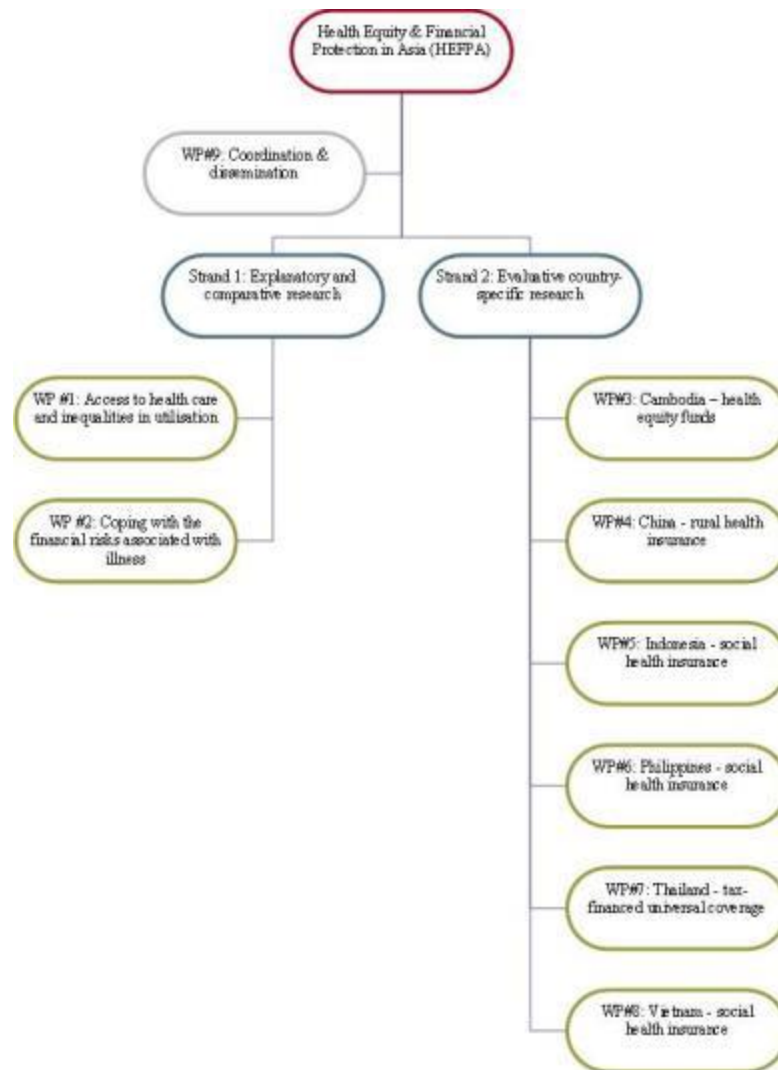 Health Equity & Financial
Protection in Asia (HEFPA)
WP#9: Coordination &
dissemination
Strand 1: Explanatory and
comparative research
Strand 2: Evaluative country-
specific research
WP #1: Access to health care
and inequalities in utilisation
WP #2: Coping with the
financial risks associated with
illness
WP#3: Cambodia – health
equity funds
WP#4: China - rural health
insurance
WP#5: Indonesia - social
health insurance
WP#6: Philippines - social
health insurance
WP#7: Thailand - tax-
financed universal coverage
WP#8: Vietnam - social
health insurance